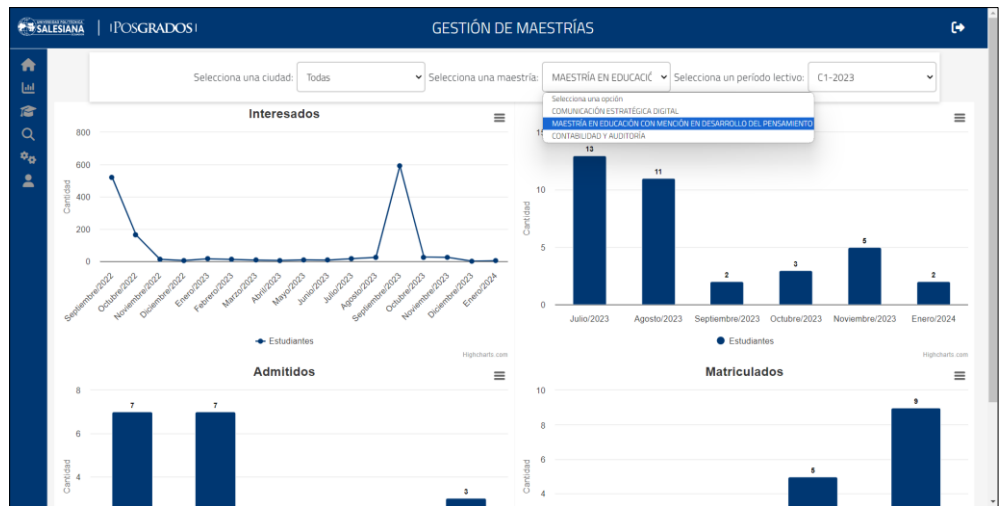 UNIVERSIDAD POLITÉCNICA
SALESIANA
POSGRADOS
GESTIÓN DE MAESTRÍAS
Selecciona una ciudad: Todas Selecciona una maestría: MAESTRÍA EN EDUCACIÓ Selecciona un período lectivo: C1-2023
Selecciona una opción
COMUNICACIÓN ESTRATÉGICA DIGITAL
MAESTRÍA EN EDUCACIÓN CON MENCIÓN EN DESARROLLO DEL PENSAMIENTO
CONTABILIDAD Y AUDITORÍA
Interesados
Cantidad
800
600
400
200
0
Septiembre/2022
Octubre/2022
Noviembre/2022
Diciembre/2022
Enero/2023
Febrero/2023
Marzo/2023
Abril/2023
Mayo/2023
Junio/2023
Julio/2023
Agosto/2023
Septiembre/2023
Octubre/2023
Noviembre/2023
Diciembre/2023
Enero/2024
Estudiantes
Highcharts.com
Cantidad
10
5
0
13
11
2
3
5
2
Julio/2023
Agosto/2023
Septiembre/2023
Octubre/2023
Noviembre/2023
Enero/2024
Estudiantes
Highcharts.com
Admitidos
Cantidad
8
6
4
7
7
3
Matriculados
Cantidad
10
8
6
4
5
9